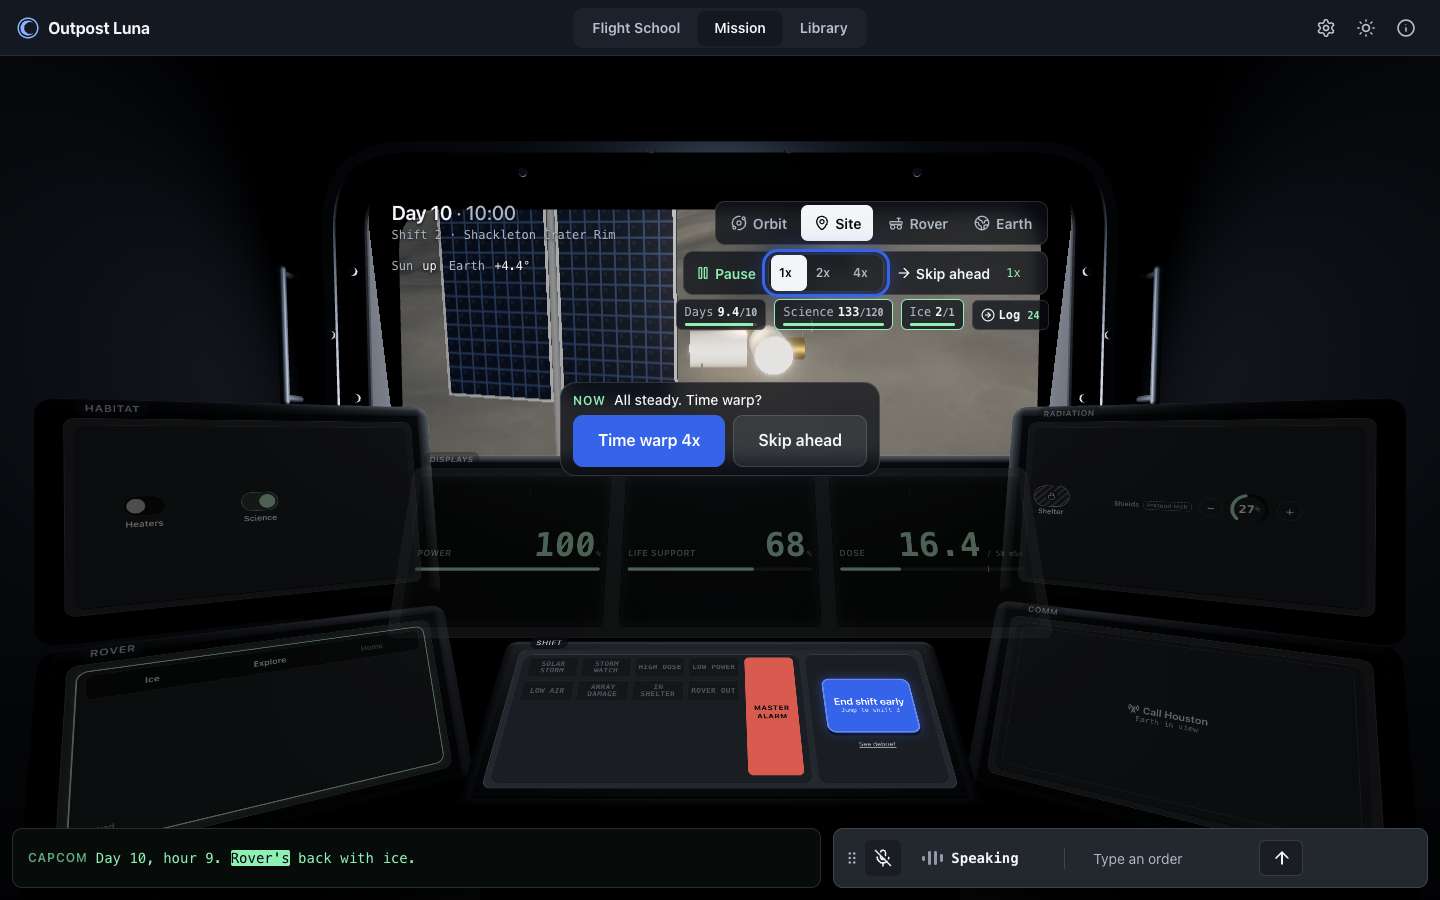 Outpost Luna
Flight School
Mission
Library
Day 10 · 10:00
Shift 2 · Shackleton Crater Rim
Sun up Earth +4.4°
Orbit
Site
Rover
Earth
Pause
1x
2x
4x
Skip ahead
1x
Days 9.4/10
Science 133/120
Ice 2/1
Log 24
NOW All steady. Time warp?
Time warp 4x
Skip ahead
HABITAT
Heaters
Science
DISPLAYS
POWER 100%
LIFE SUPPORT 68
DOSE 16.4
RADIATION
Shelter
Shields
−
27%
+
ROVER
Ice
Explore
Home
SHIFT
SOLAR STORM
STORM WATCH
HIGH DOSE
LOW POWER
LOW AIR
ARRAY DAMAGE
IN SHELTER
ROVER OUT
MASTER ALARM
End shift early
Jump to shift 3
See debrief
COMM
Call Houston
Earth in view
CAPCOM Day 10, hour 9. Rover's back with ice.
Speaking
Type an order